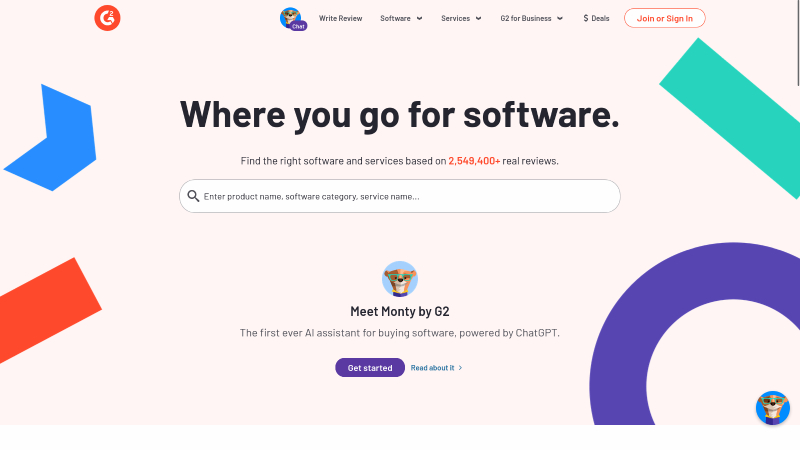 G2
Chat
Write Review
Software
Services
G2 for Business
$ Deals
Join or Sign In
Where you go for software.
Find the right software and services based on 2,549,400+ real reviews.
Enter product name, software category, service name...
Meet Monty by G2
The first ever AI assistant for buying software, powered by ChatGPT.
Get started
Read about it